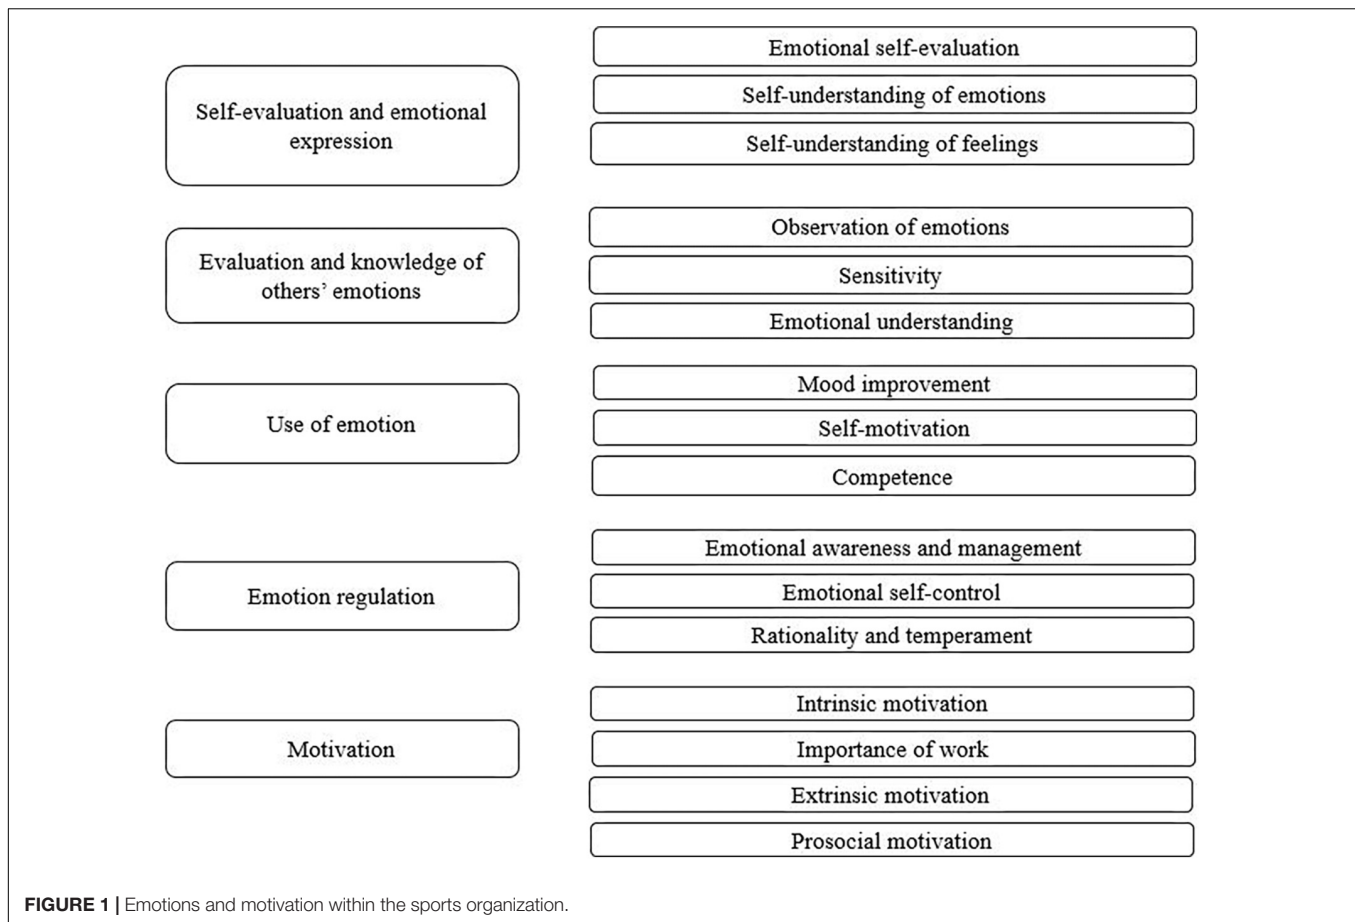 Self-evaluation and emotional
expression
Emotional self-evaluation
Self-understanding of emotions
Self-understanding of feelings
Evaluation and knowledge of
others’ emotions
Observation of emotions
Sensitivity
Emotional understanding
Use of emotion
Mood improvement
Self-motivation
Competence
Emotion regulation
Emotional awareness and management
Emotional self-control
Rationality and temperament
Motivation
Intrinsic motivation
Importance of work
Extrinsic motivation
Prosocial motivation
FIGURE 1 | Emotions and motivation within the sports organization.